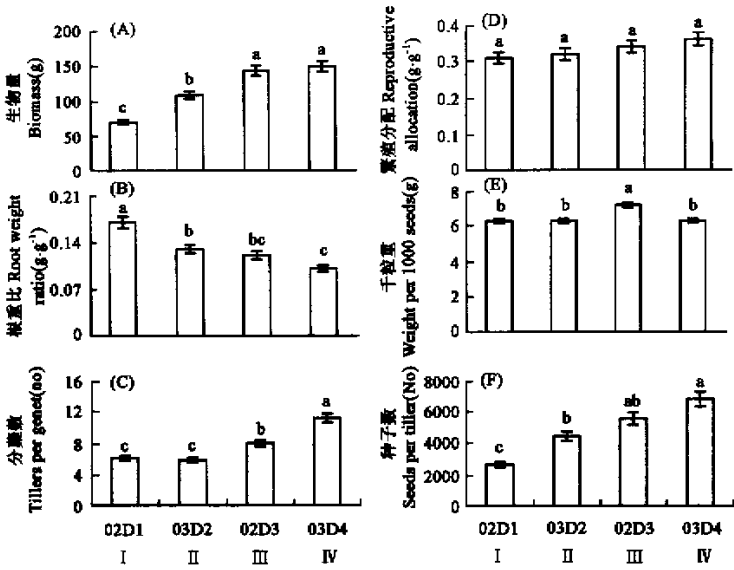 (A)
生物量
Biomass(g)
200
150
100
50
0
c
b
a
a
(B)
根重比 Root weight
ratio(g·g⁻¹)
0.21
0.14
0.07
0
a
b
bc
c
(C)
分蘖数
Tillers per genet(no)
16
12
8
4
0
c
c
b
a
02D1 03D2 02D3 03D4
Ⅰ Ⅱ Ⅲ Ⅳ
(D)
繁殖分配 Reproductive
allocation(g·g⁻¹)
0.4
0.3
0.2
0.1
0
a
a
a
a
(E)
千粒重
Weight per 1000 seeds(g)
8
6
4
2
0
b
b
a
b
(F)
种子数
Seeds per tiller(No)
8000
6000
4000
2000
0
c
b
ab
a
02D1 03D2 02D3 03D4
Ⅰ Ⅱ Ⅲ Ⅳ